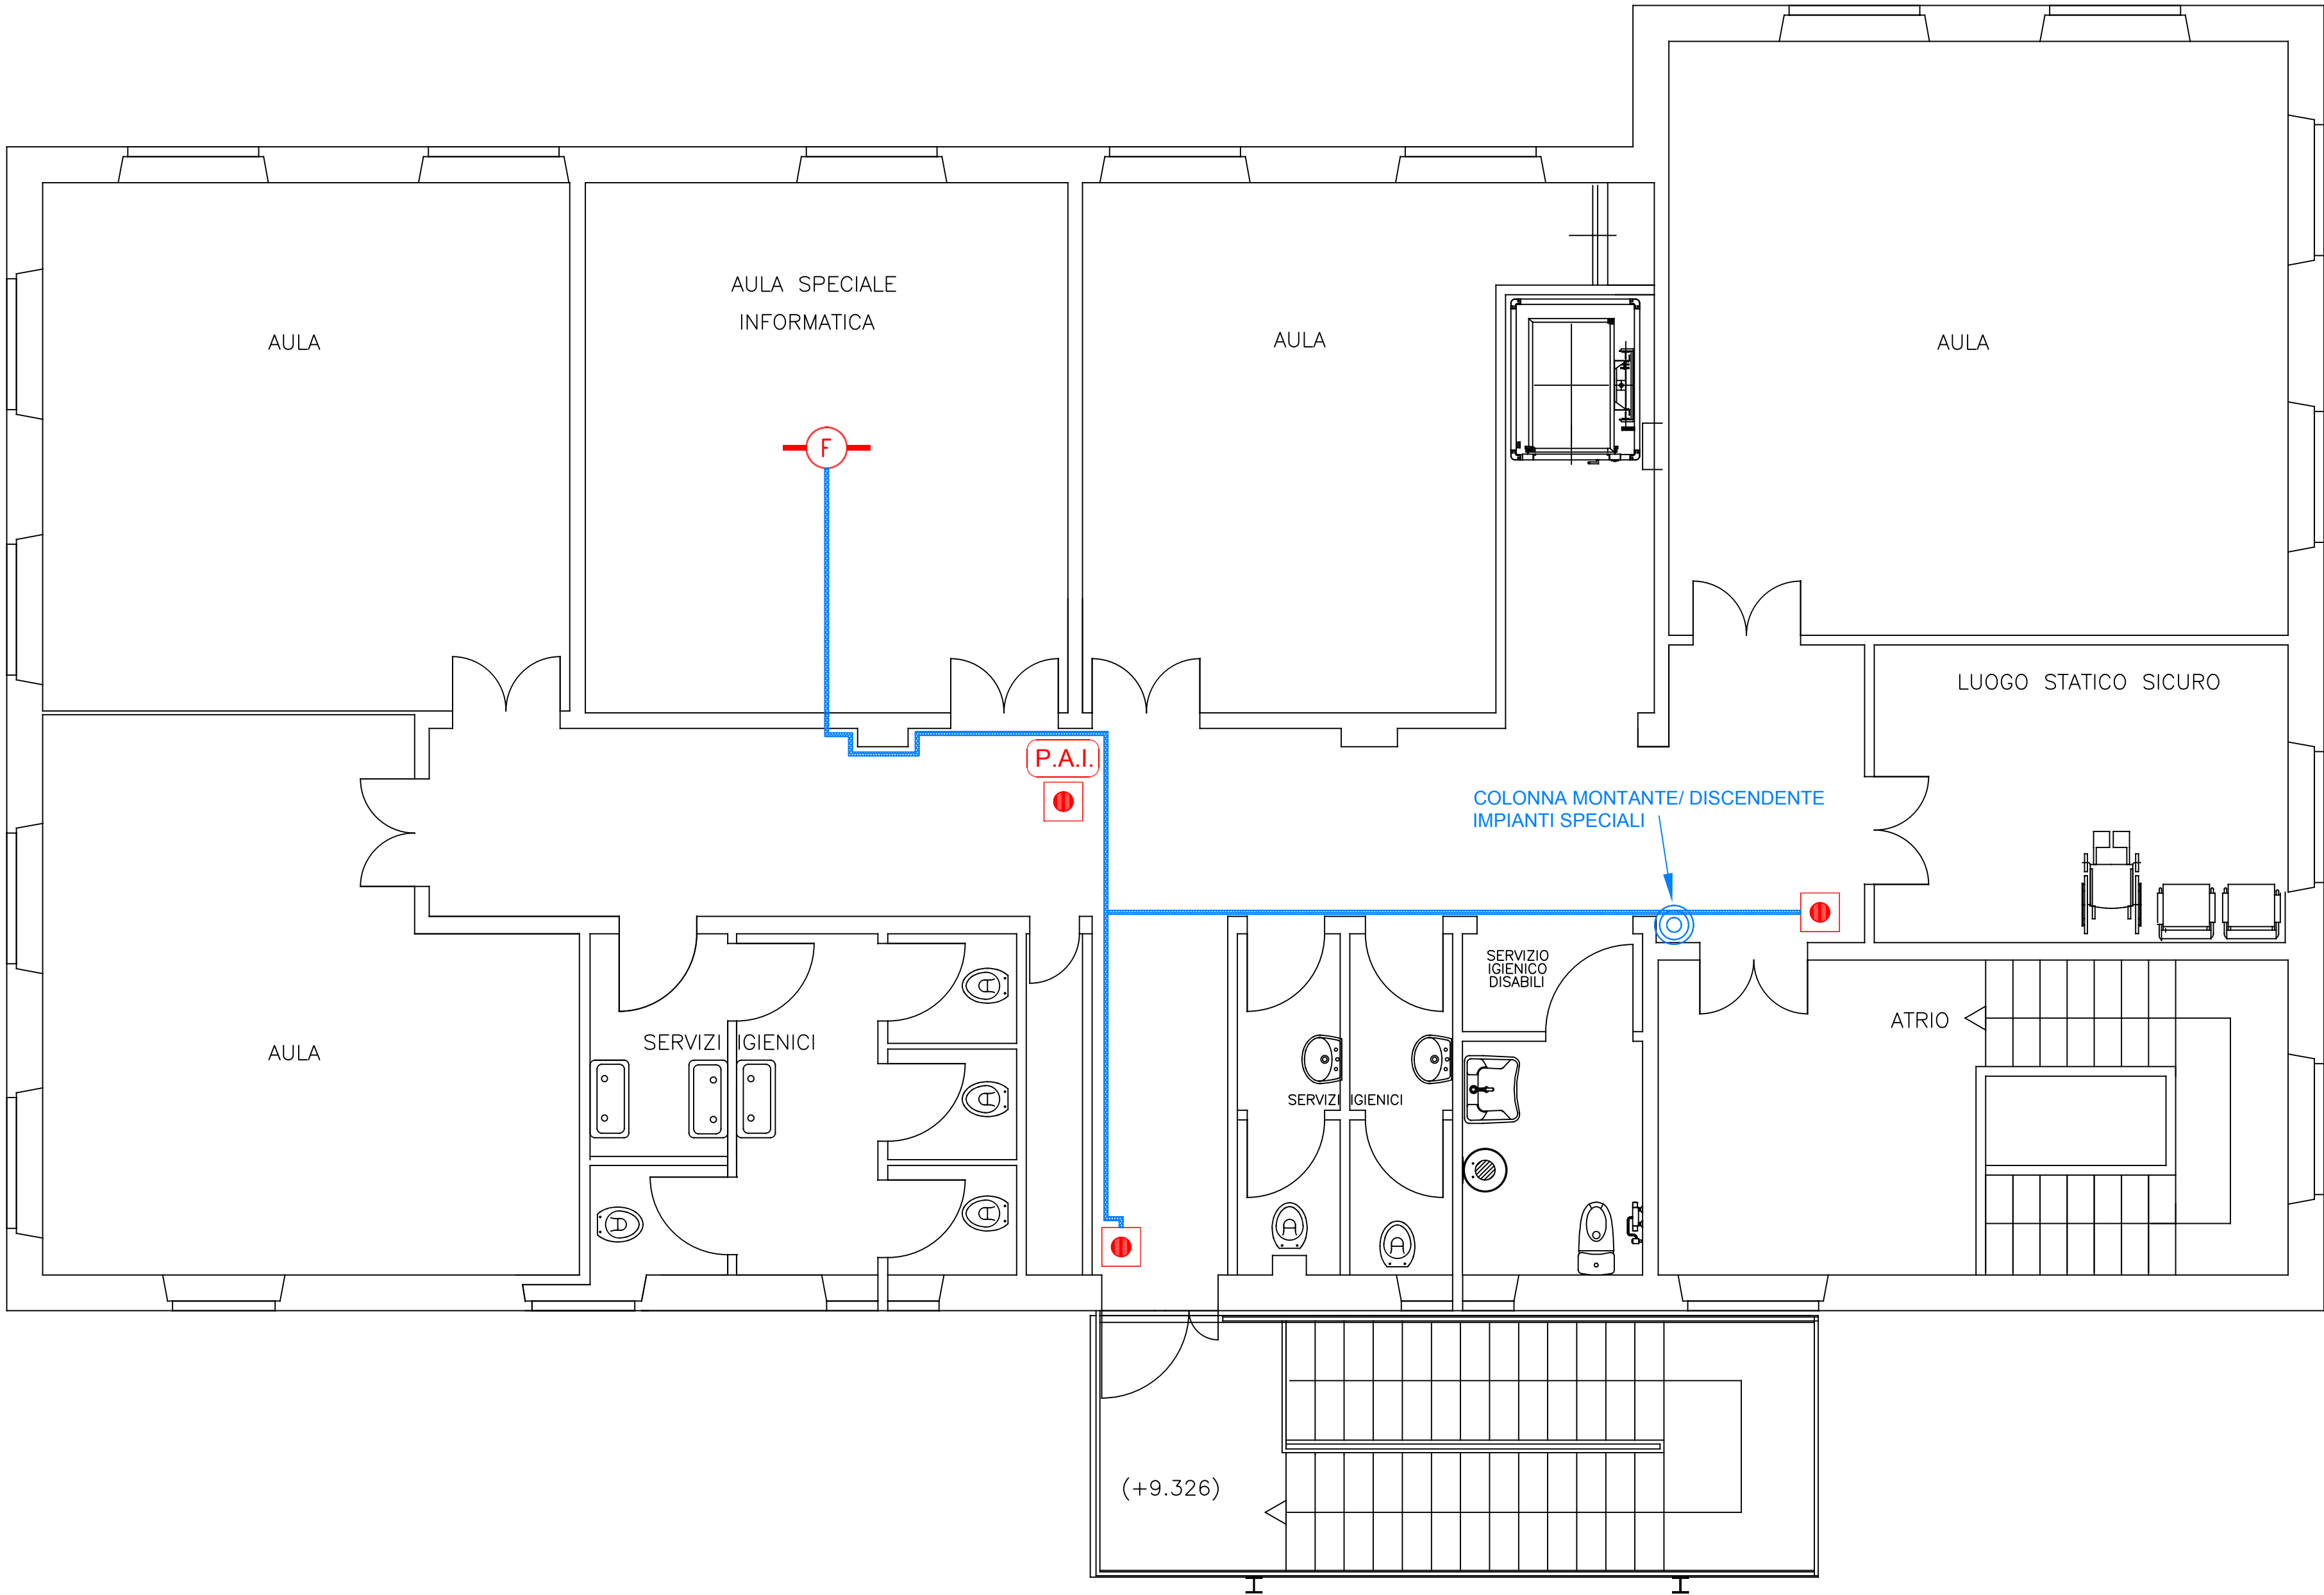 AULA SPECIALE
INFORMATICA
AULA
AULA
AULA
F
LUOGO STATICO SICURO
P.A.I.
COLONNA MONTANTE/ DISCENDENTE
IMPIANTI SPECIALI
SERVIZIO
IGIENICO
DISABILI
ATRIO
SERVIZI IGIENICI
AULA
SERVIZI IGIENICI
(+9.326)